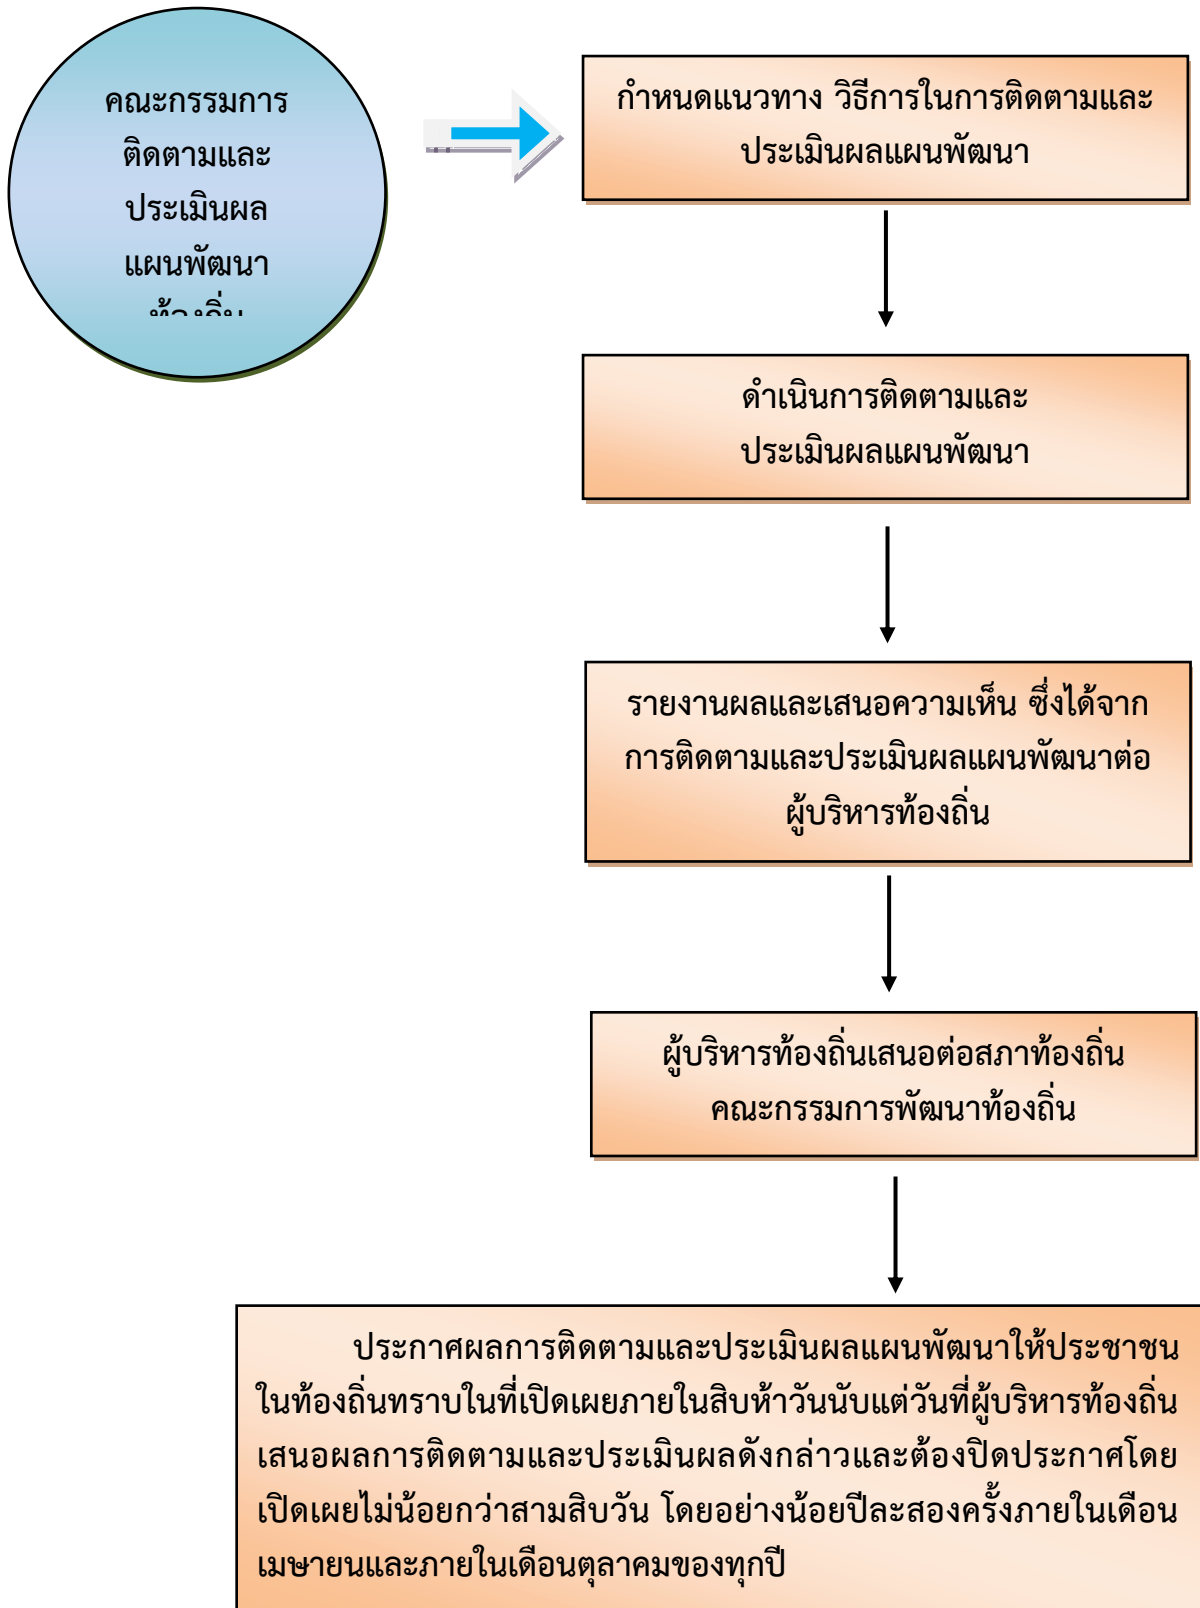 คณะกรรมการ
ติดตามและ
ประเมินผล
แผนพัฒนา
ท้องถิ่น
กำหนดแนวทาง วิธีการในการติดตามและ
ประเมินผลแผนพัฒนา
ดำเนินการติดตามและ
ประเมินผลแผนพัฒนา
รายงานผลและเสนอความเห็น ซึ่งได้จาก
การติดตามและประเมินผลแผนพัฒนาต่อ
ผู้บริหารท้องถิ่น
ผู้บริหารท้องถิ่นเสนอต่อสภาท้องถิ่น
คณะกรรมการพัฒนาท้องถิ่น
ประกาศผลการติดตามและประเมินผลแผนพัฒนาให้ประชาชน
ในท้องถิ่นทราบในที่เปิดเผยภายในสิบห้าวันนับแต่วันที่ผู้บริหารท้องถิ่น
เสนอผลการติดตามและประเมินผลดังกล่าวและต้องปิดประกาศโดย
เปิดเผยไม่น้อยกว่าสามสิบวัน โดยอย่างน้อยปีละสองครั้งภายในเดือน
เมษายนและภายในเดือนตุลาคมของทุกปี